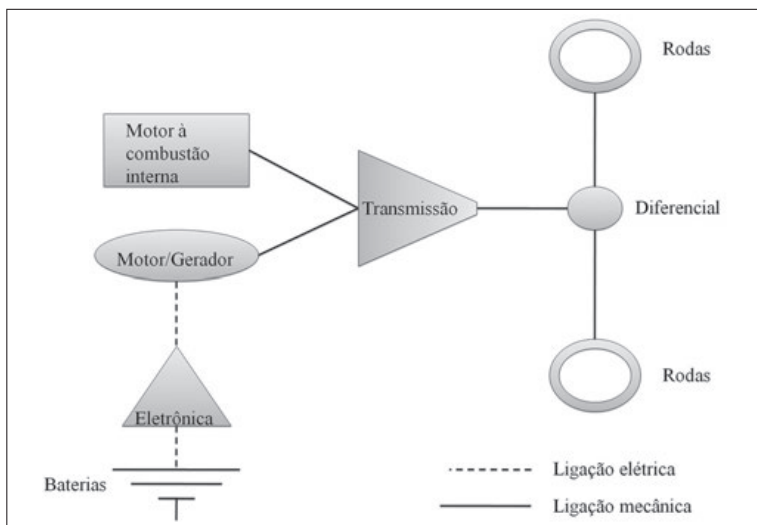 Rodas
Motor à
combustão
interna
Transmissão
Diferencial
Motor/Gerador
Rodas
Eletrônica
Ligação elétrica
Baterias
Ligação mecânica